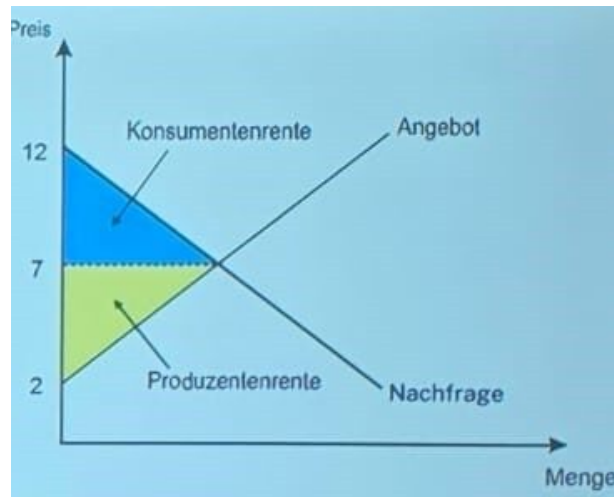 Preis
Konsumentenrente
Angebot
12
7
2
Produzentenrente
Nachfrage
Menge